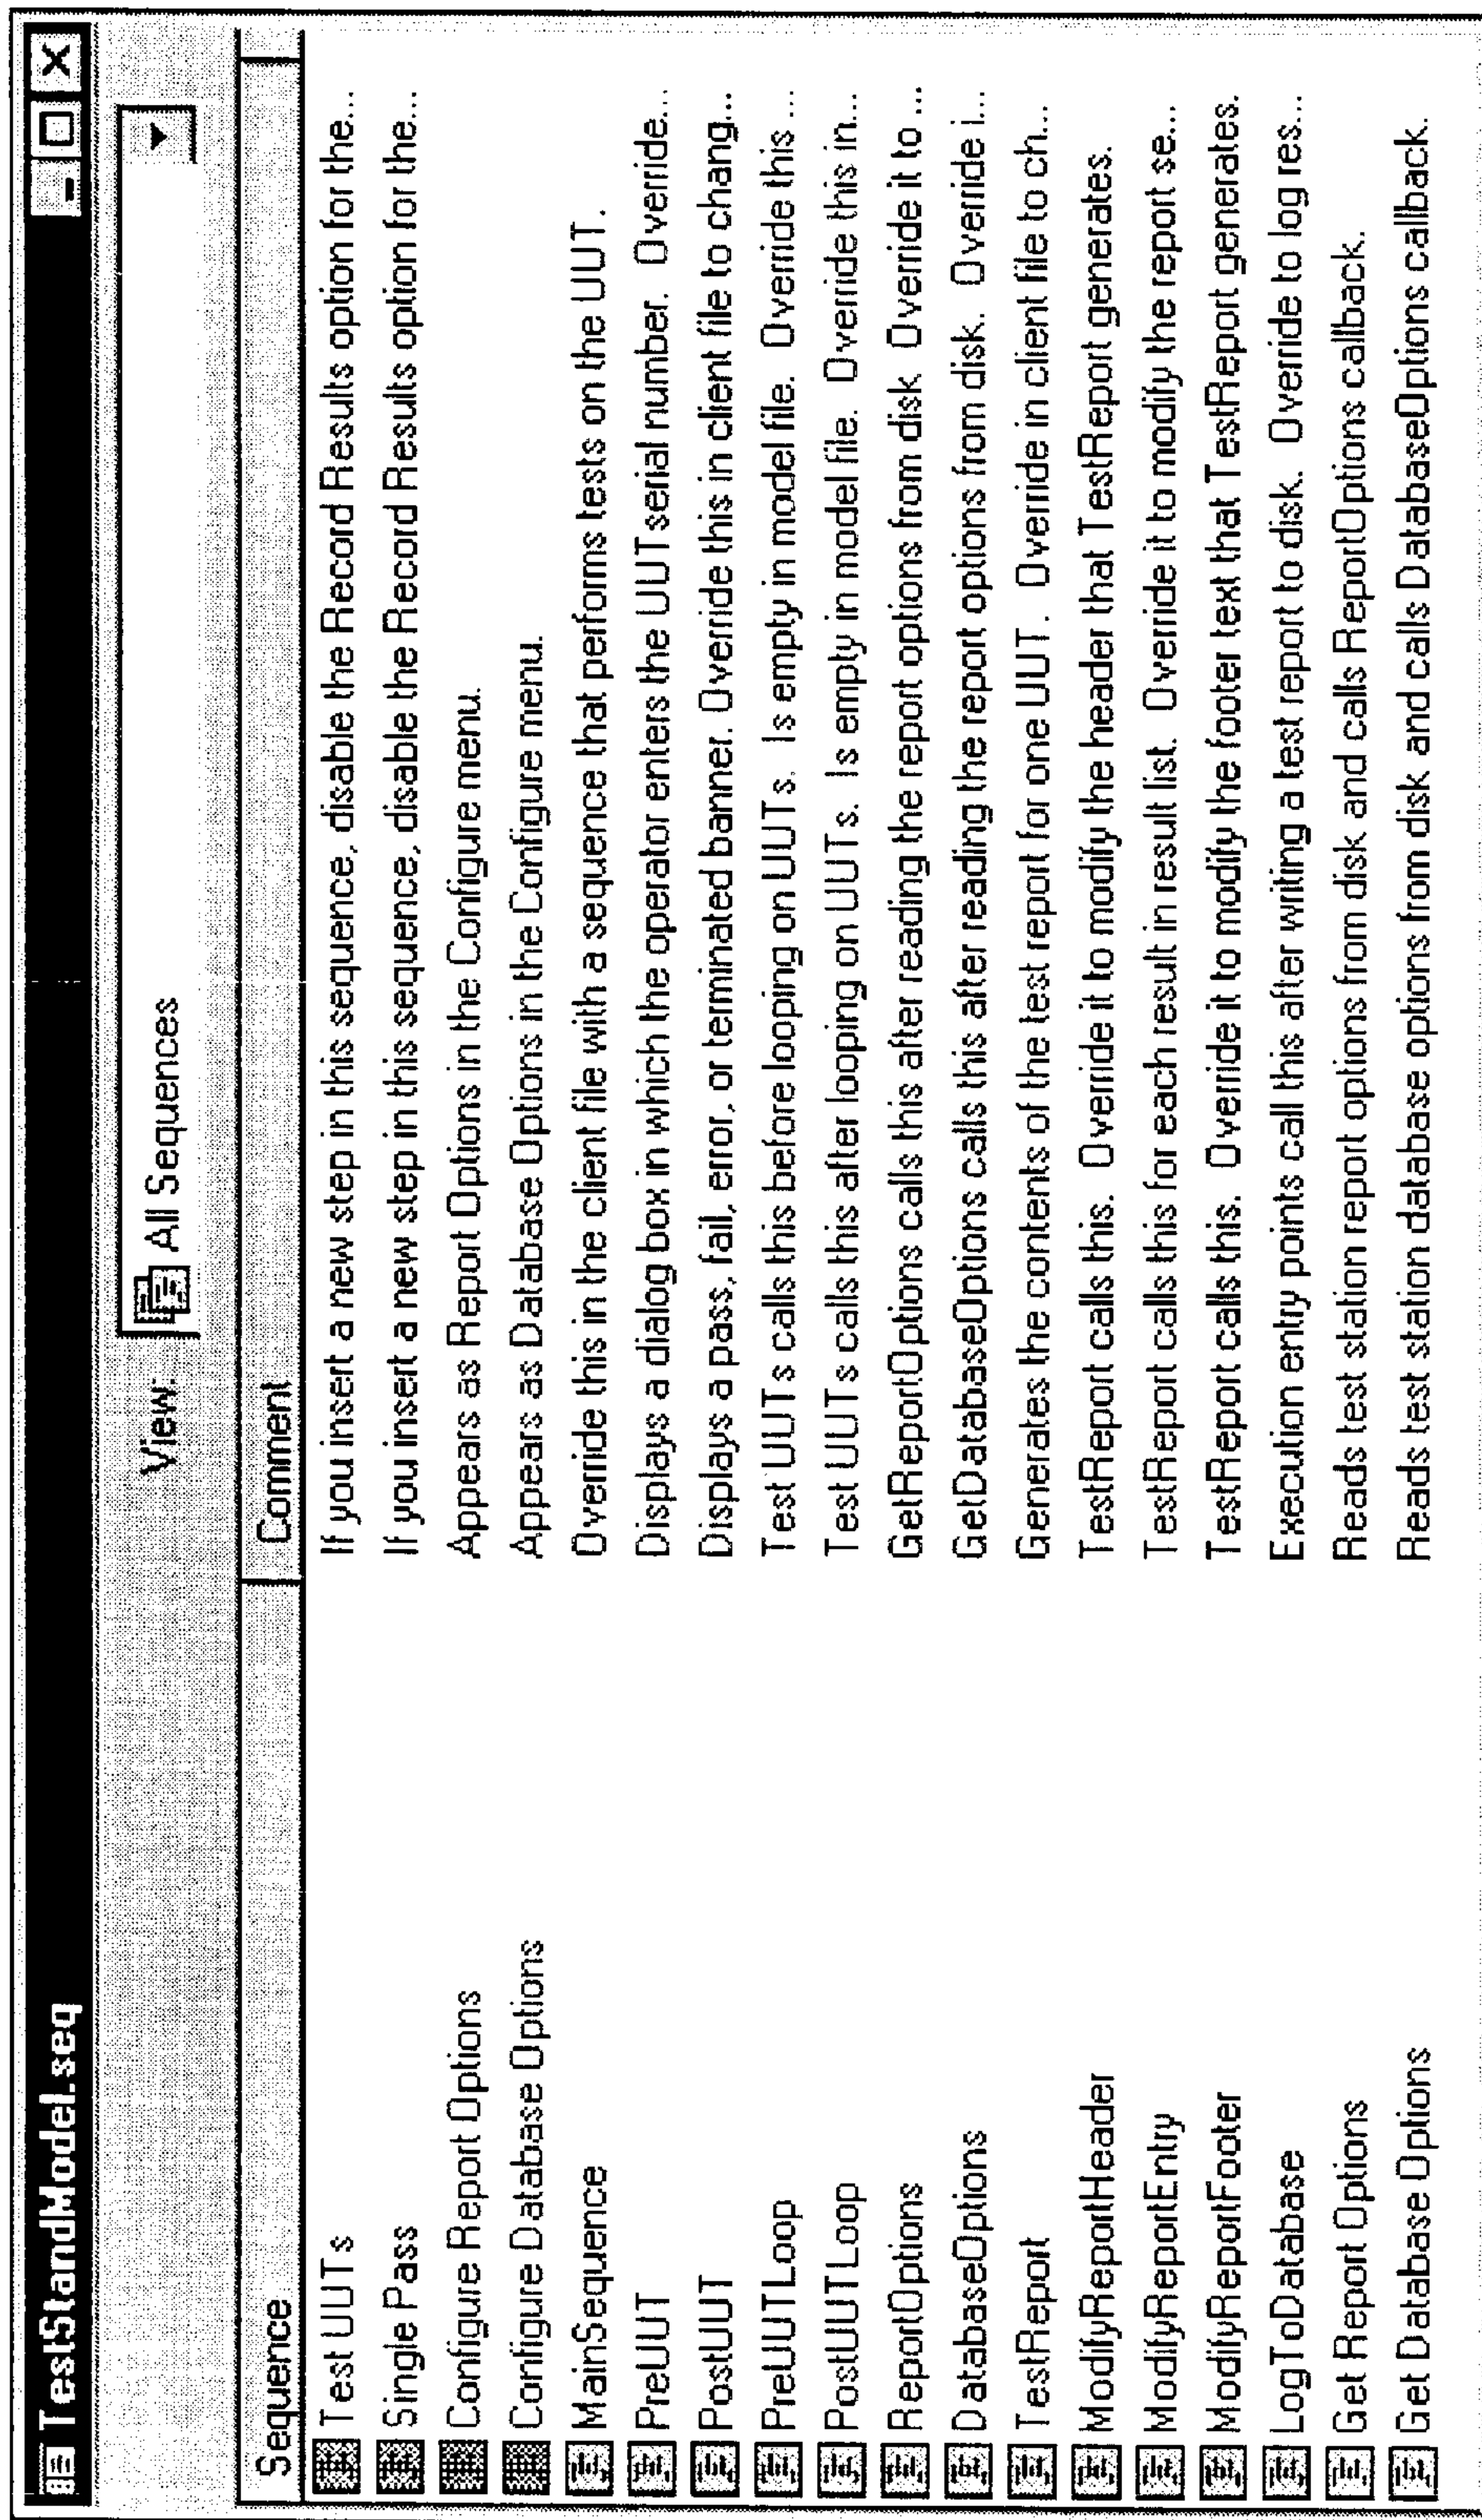 TestStandModel.seq
View: All Sequences
Sequence Comment
Test UUTs If you insert a new step in this sequence, disable the Record Results option for the...
Single Pass If you insert a new step in this sequence, disable the Record Results option for the...
Configure Report Options Appears as Report Options in the Configure menu.
Configure Database Options Appears as Database Options in the Configure menu.
MainSequence Override this in the client file with a sequence that performs tests on the UUT.
PreUUT Displays a dialog box in which the operator enters the UUT serial number. Override...
PostUUT Displays a pass, fail, error, or terminated banner. Override this in client file to chang...
PreUUTLoop Test UUTs calls this before looping on UUTs. Is empty in model file. Override this ...
PostUUTLoop Test UUTs calls this after looping on UUTs. Is empty in model file. Override this in...
ReportOptions GetReportOptions calls this after reading the report options from disk. Override it to ...
DatabaseOptions GetDatabaseOptions calls this after reading the report options from disk. Override i...
TestReport Generates the contents of the test report for one UUT. Override in client file to ch...
ModifyReportHeader TestReport calls this. Override it to modify the header that TestReport generates.
ModifyReportEntry TestReport calls this for each result in result list. Override it to modify the report se...
ModifyReportFooter TestReport calls this. Override it to modify the footer text that TestReport generates.
LogToDatabase Execution entry points call this after writing a test report to disk. Override to log res...
Get Report Options Reads test station report options from disk and calls ReportOptions callback.
Get Database Options Reads test station database options from disk and calls DatabaseOptions callback.